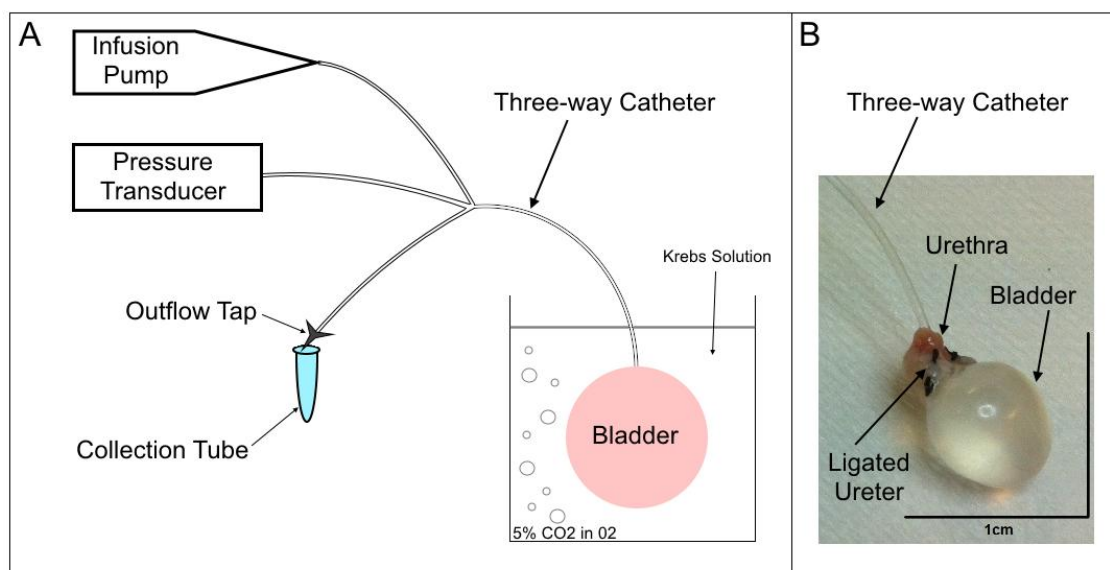 A
Infusion
Pump
Three-way Catheter
Pressure
Transducer
Krebs Solution
Outflow Tap
Bladder
Collection Tube
5% CO2 in 02
B
Three-way Catheter
Urethra
Bladder
Ligated
Ureter
1cm